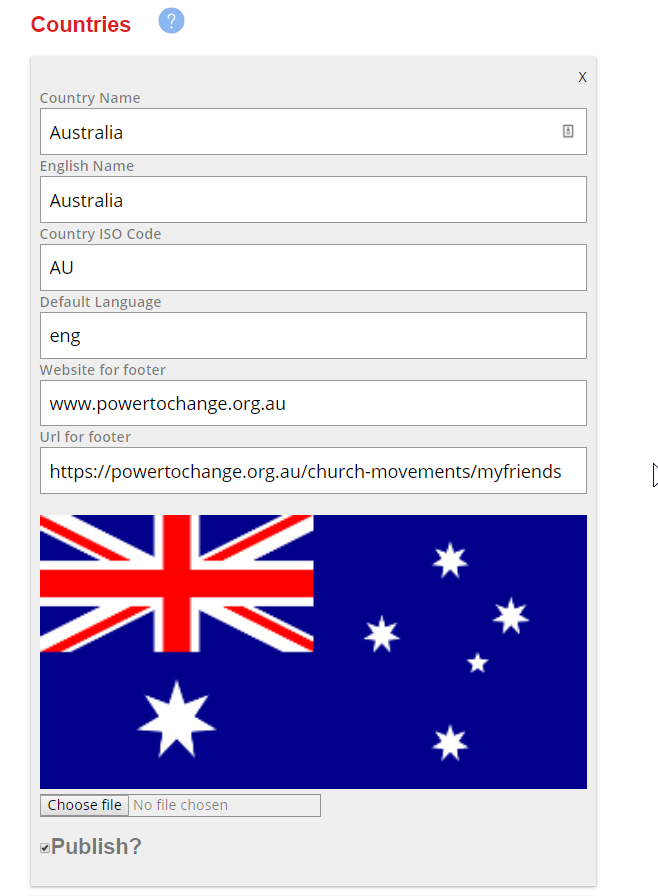 Countries ?
X
Country Name
Australia
English Name
Australia
Country ISO Code
AU
Default Language
eng
Website for footer
www.powertochange.org.au
Url for footer
https://powertochange.org.au/church-movements/myfriends
Choose file No file chosen
Publish?